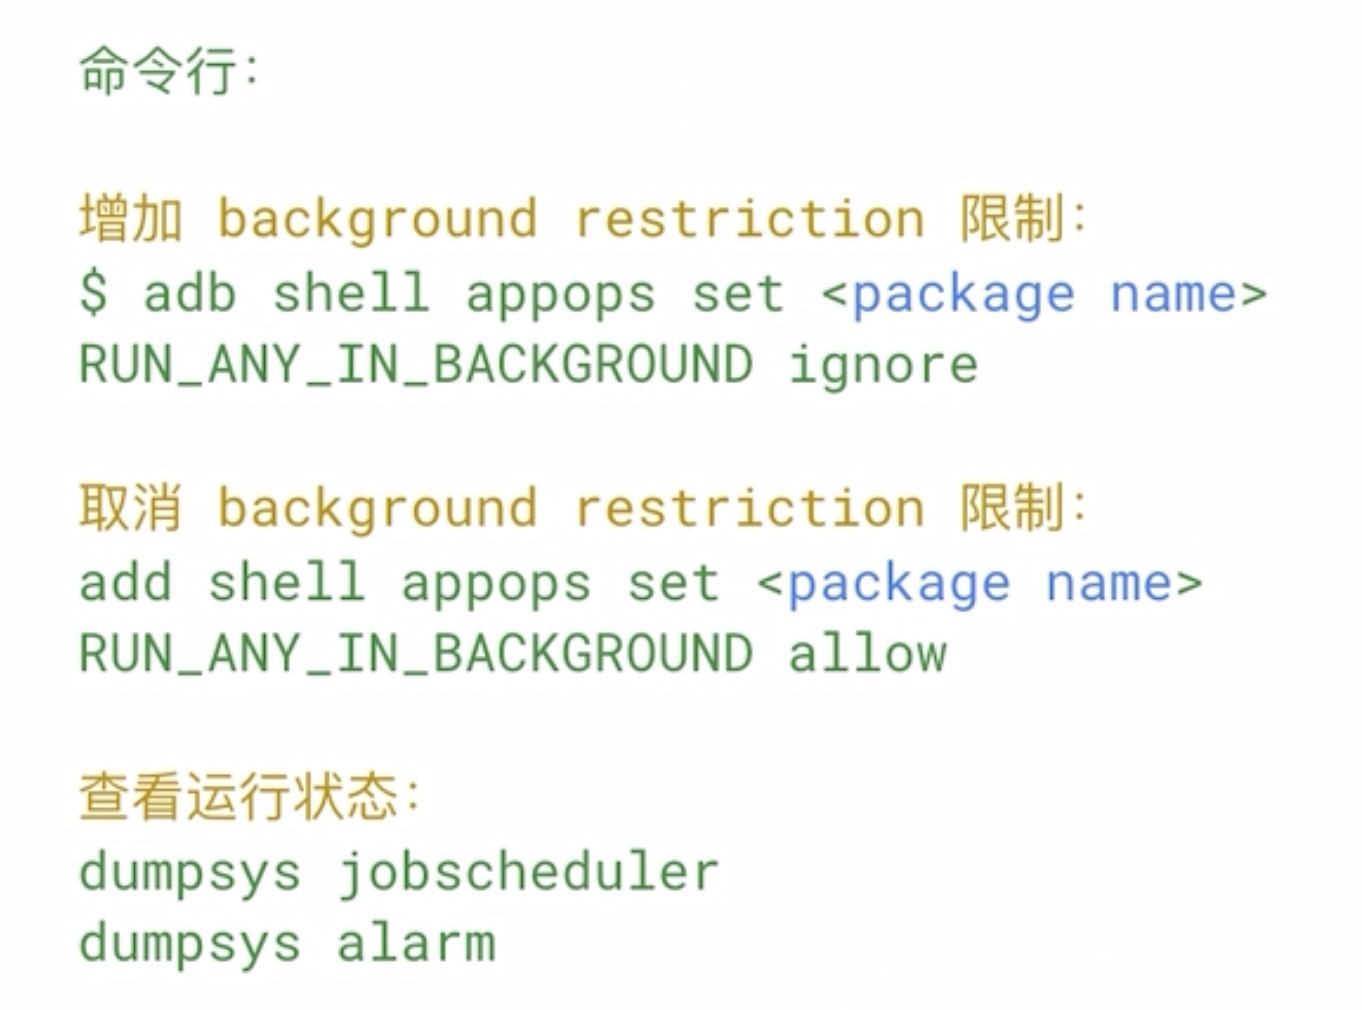 命令行：
增加 background restriction 限制：
$ adb shell appops set <package name>
RUN_ANY_IN_BACKGROUND ignore
取消 background restriction 限制：
add shell appops set <package name>
RUN_ANY_IN_BACKGROUND allow
查看运行状态：
dumpsys jobscheduler
dumpsys alarm